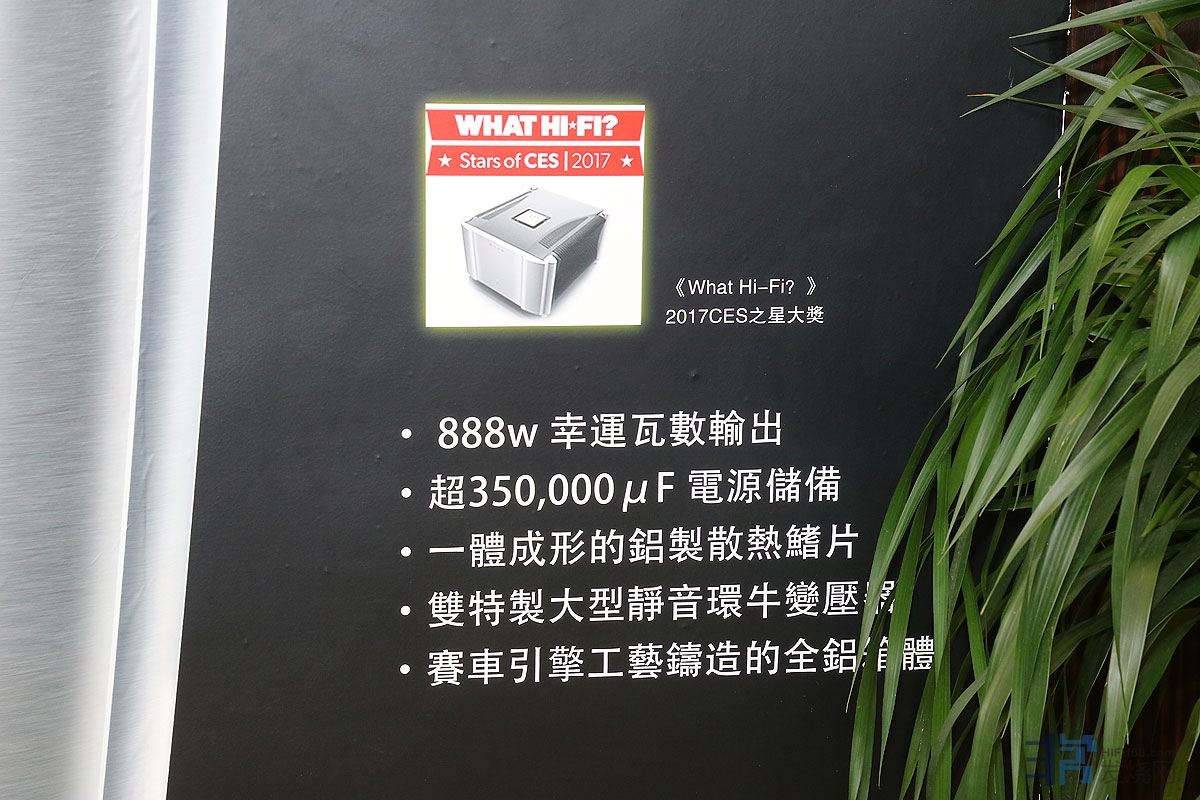 WHAT HI★FI?
★ Stars of CES | 2017 ★
《What Hi-Fi? 》
2017CES之星大獎
• 888w 幸運瓦數輸出
• 超350,000μF 電源儲備
• 一體成形的鋁製散熱鰭片
• 雙特製大型靜音環牛變壓器
• 賽車引擎工藝鑄造的全鋁箱體